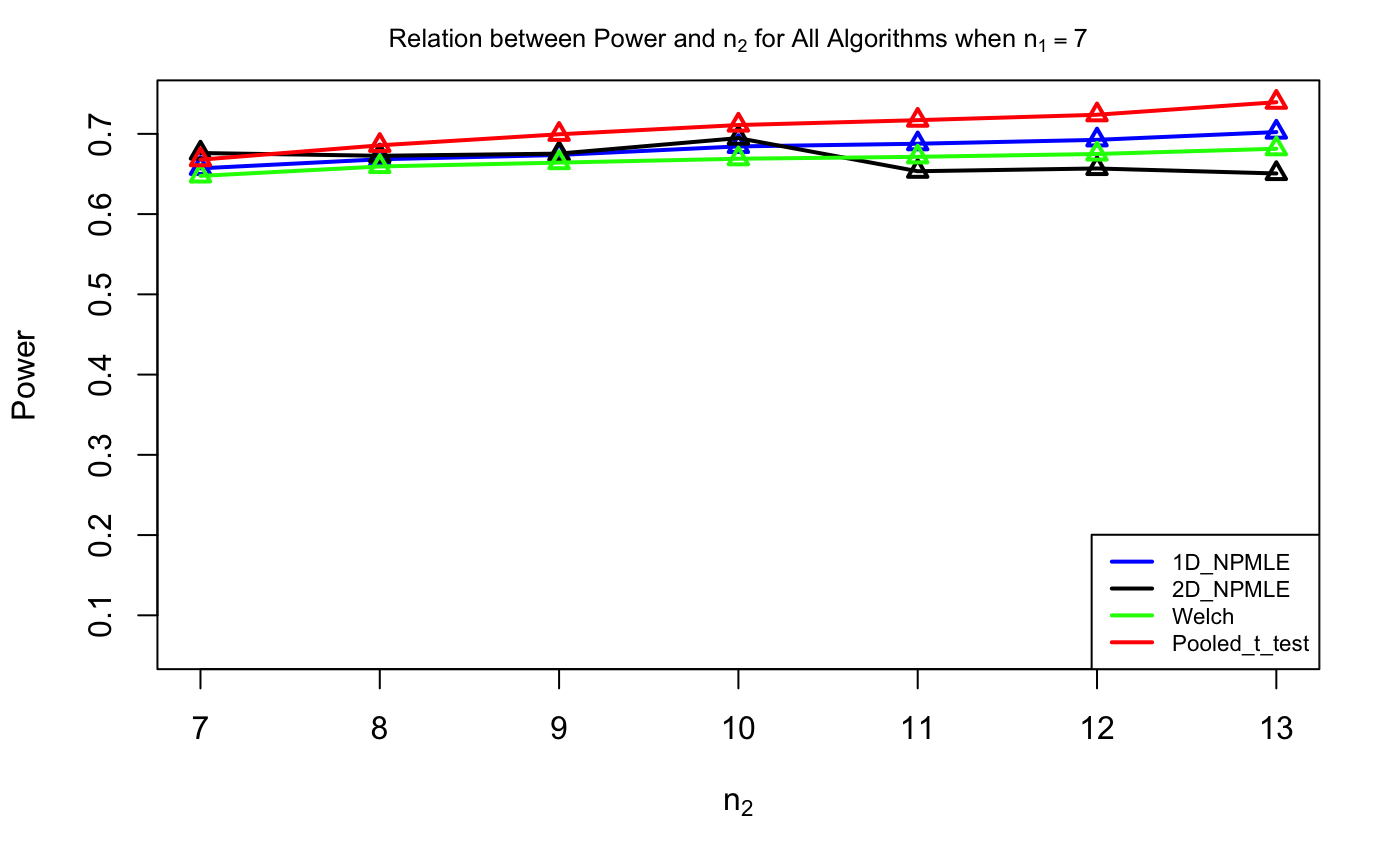 Relation between Power and n₂ for All Algorithms when n₁ = 7
Power
0.7
0.6
0.5
0.4
0.3
0.2
0.1
1D_NPMLE
2D_NPMLE
Welch
Pooled_t_test
7 8 9 10 11 12 13
n₂